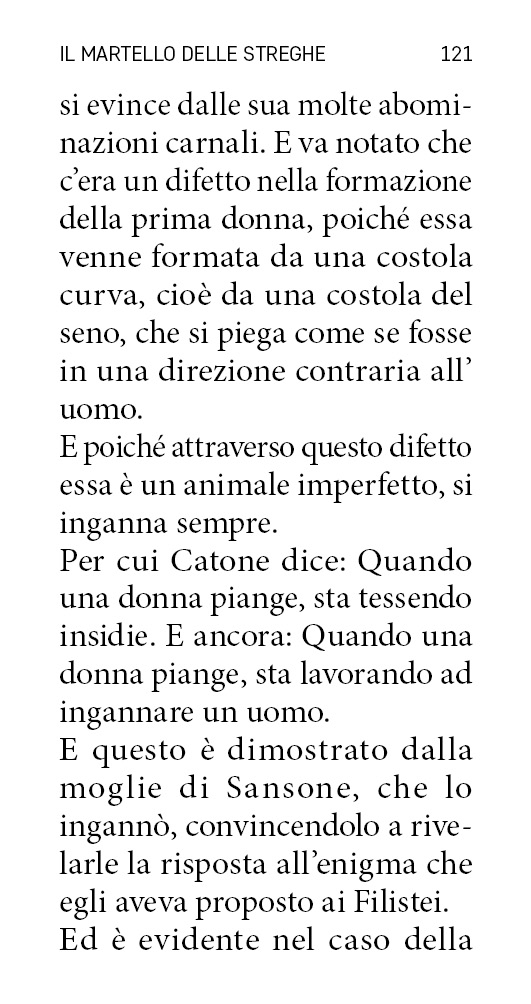 IL MARTELLO DELLE STREGHE 121
si evince dalle sua molte abomi-
nazioni carnali. E va notato che
c’era un difetto nella formazione
della prima donna, poiché essa
venne formata da una costola
curva, cioè da una costola del
seno, che si piega come se fosse
in una direzione contraria all’
uomo.
E poiché attraverso questo difetto
essa è un animale imperfetto, si
inganna sempre.
Per cui Catone dice: Quando
una donna piange, sta tessendo
insidie. E ancora: Quando una
donna piange, sta lavorando ad
ingannare un uomo.
E questo è dimostrato dalla
moglie di Sansone, che lo
ingannò, convincendolo a rive-
larle la risposta all’enigma che
egli aveva proposto ai Filistei.
Ed è evidente nel caso della